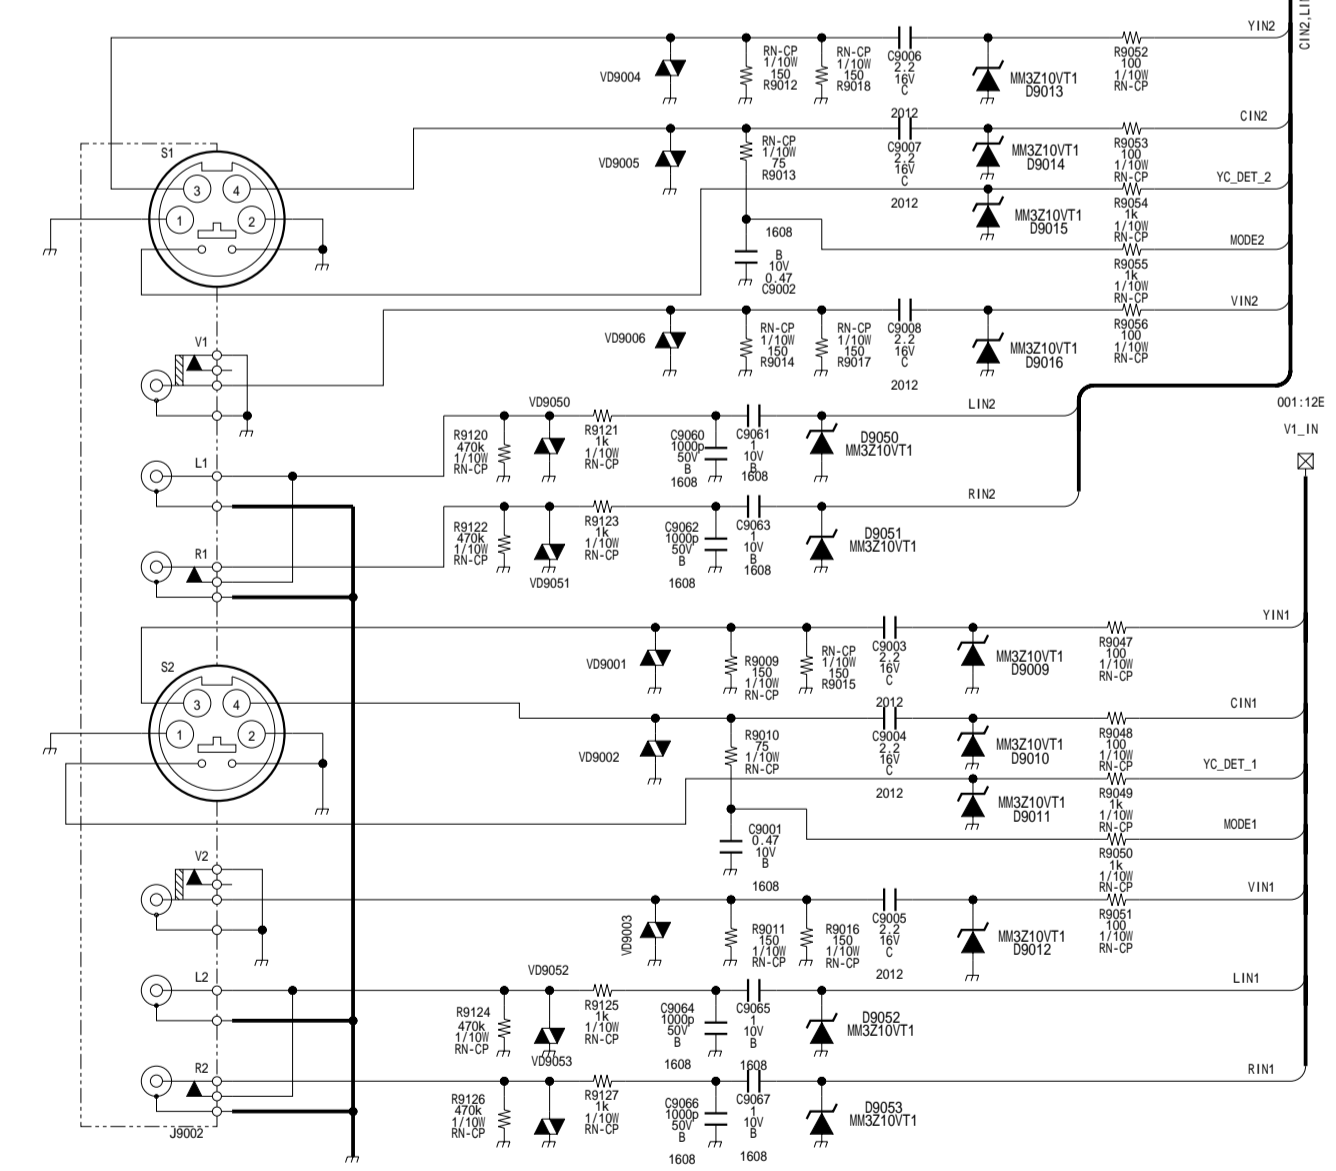 CIN2,LI
YIN2
VD9004
RN-CP
1/10W
150
R9012
RN-CP
1/10W
150
R9018
C9006
2.2
16V
C
2012
MM3Z10VT1
D9013
R9052
100
1/10W
RN-CP
CIN2
S1
3
4
1
2
VD9005
RN-CP
1/10W
75
R9013
C9007
2.2
16V
C
2012
MM3Z10VT1
D9014
R9053
100
1/10W
RN-CP
YC_DET_2
MM3Z10VT1
D9015
R9054
1k
1/10W
RN-CP
MODE2
1608
B
10V
0.47
C9002
R9055
1k
1/10W
RN-CP
VIN2
V1
VD9006
RN-CP
1/10W
150
R9014
RN-CP
1/10W
150
R9017
C9008
2.2
16V
C
2012
MM3Z10VT1
D9016
R9056
100
1/10W
RN-CP
LIN2
001:12E
V1_IN
L1
R9120
470k
1/10W
RN-CP
VD9050
R9121
1k
1/10W
RN-CP
C9060
1000p
50V
B
1608
C9061
1
10V
B
1608
D9050
MM3Z10VT1
RIN2
R1
R9122
470k
1/10W
RN-CP
VD9051
R9123
1k
1/10W
RN-CP
C9062
1000p
50V
B
1608
C9063
1
10V
B
1608
D9051
MM3Z10VT1
YIN1
S2
3
4
1
2
VD9001
R9009
150
1/10W
RN-CP
RN-CP
1/10W
150
R9015
C9003
2.2
16V
C
2012
MM3Z10VT1
D9009
R9047
100
1/10W
RN-CP
CIN1
VD9002
R9010
75
1/10W
RN-CP
C9004
2.2
16V
C
2012
MM3Z10VT1
D9010
R9048
100
1/10W
RN-CP
YC_DET_1
MM3Z10VT1
D9011
R9049
1k
1/10W
RN-CP
MODE1
C9001
0.47
10V
B
1608
R9050
1k
1/10W
RN-CP
VIN1
V2
VD9003
R9011
150
1/10W
RN-CP
R9016
150
1/10W
RN-CP
C9005
2.2
16V
C
2012
MM3Z10VT1
D9012
R9051
100
1/10W
RN-CP
LIN1
L2
R9124
470k
1/10W
RN-CP
VD9052
R9125
1k
1/10W
RN-CP
C9064
1000p
50V
B
1608
C9065
1
10V
B
1608
D9052
MM3Z10VT1
RIN1
R2
R9126
470k
1/10W
RN-CP
VD9053
R9127
1k
1/10W
RN-CP
C9066
1000p
50V
B
1608
C9067
1
10V
B
1608
D9053
MM3Z10VT1
J9002